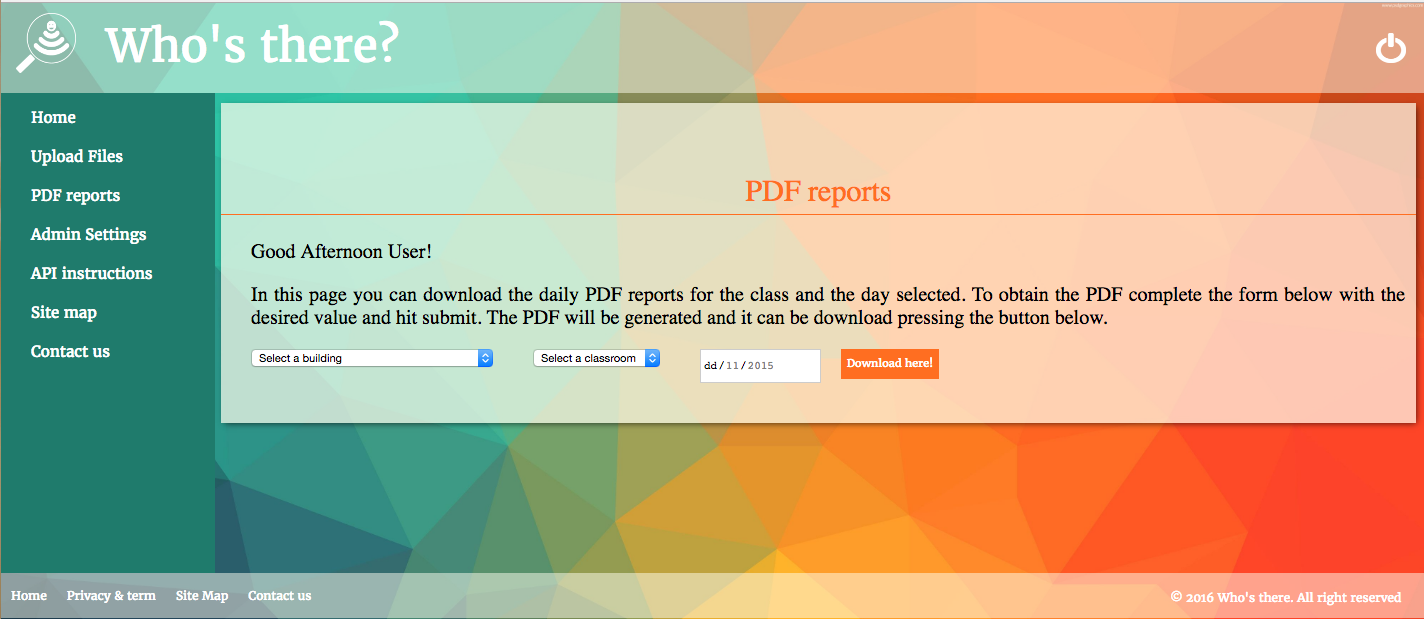 Who's there?
Home
Upload Files
PDF reports
Admin Settings
API instructions
Site map
Contact us
PDF reports
Good Afternoon User!
In this page you can download the daily PDF reports for the class and the day selected. To obtain the PDF complete the form below with the
desired value and hit submit. The PDF will be generated and it can be download pressing the button below.
Select a building Select a classroom dd/11/2015 Download here!
Home Privacy & term Site Map Contact us © 2016 Who's there. All right reserved